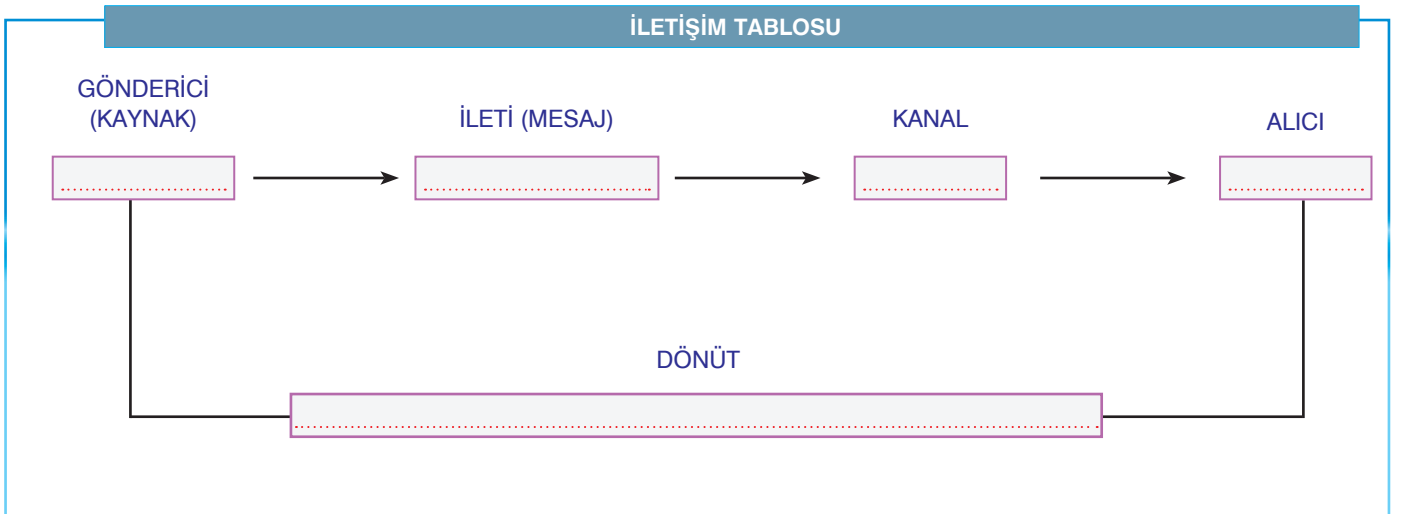 İLETİŞİM TABLOSU
GÖNDERİCİ
(KAYNAK)
İLETİ (MESAJ)
KANAL
ALICI
DÖNÜT